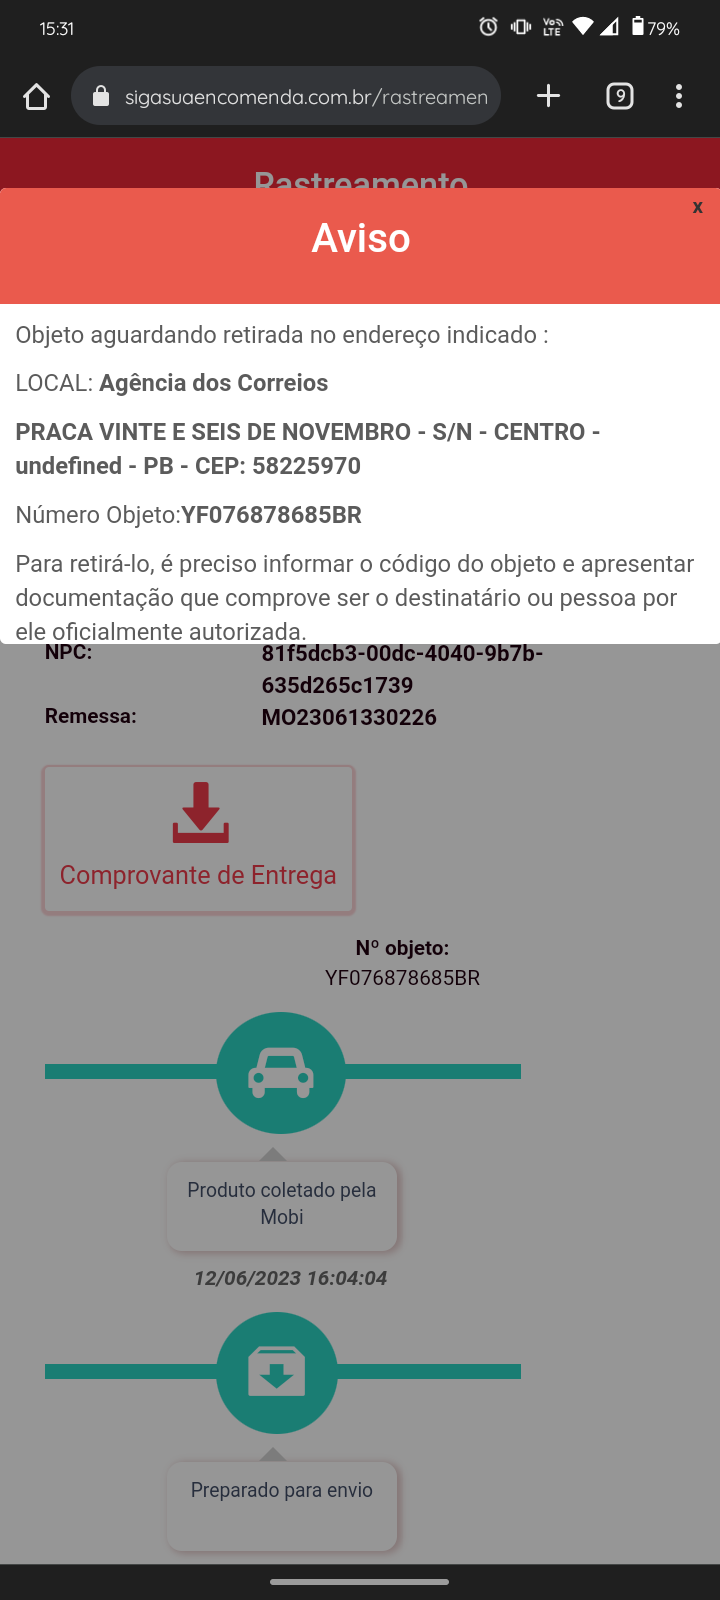 15:31
Vo)) LTE
79%
sigasuaencomenda.com.br/rastreamen
9
Rastreamento
x
Aviso
Objeto aguardando retirada no endereço indicado :
LOCAL: Agência dos Correios
PRACA VINTE E SEIS DE NOVEMBRO - S/N - CENTRO -
undefined - PB - CEP: 58225970
Número Objeto:YF076878685BR
Para retirá-lo, é preciso informar o código do objeto e apresentar
documentação que comprove ser o destinatário ou pessoa por
ele oficialmente autorizada.
NPC: 81f5dcb3-00dc-4040-9b7b-
635d265c1739
Remessa: MO23061330226
Comprovante de Entrega
Nº objeto:
YF076878685BR
Produto coletado pela
Mobi
12/06/2023 16:04:04
Preparado para envio